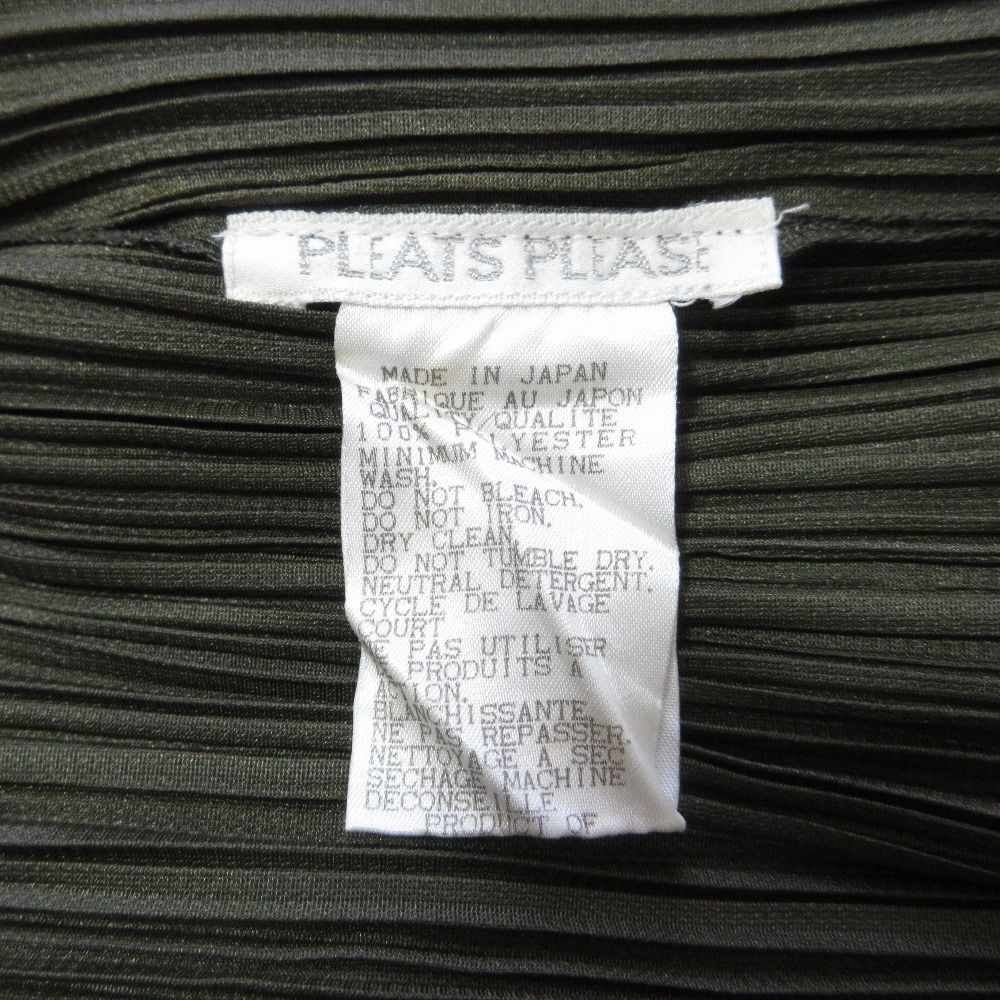 PLEATS PLEASE
MADE IN JAPAN
FABRIQUE AU JAPON
QUALITY/QUALITE
100% POLYESTER
MINIMUM MACHINE
WASH.
DO NOT BLEACH.
DO NOT IRON.
DRY CLEAN.
DO NOT TUMBLE DRY.
NEUTRAL DETERGENT.
CYCLE DE LAVAGE
COURT
NE PAS UTILISER
DE PRODUITS A
ACTION.
BLANCHISSANTE.
NE PAS REPASSER.
NETTOYAGE A SEC.
SECHAGE MACHINE
DECONSEILLE
PRODUCT OF